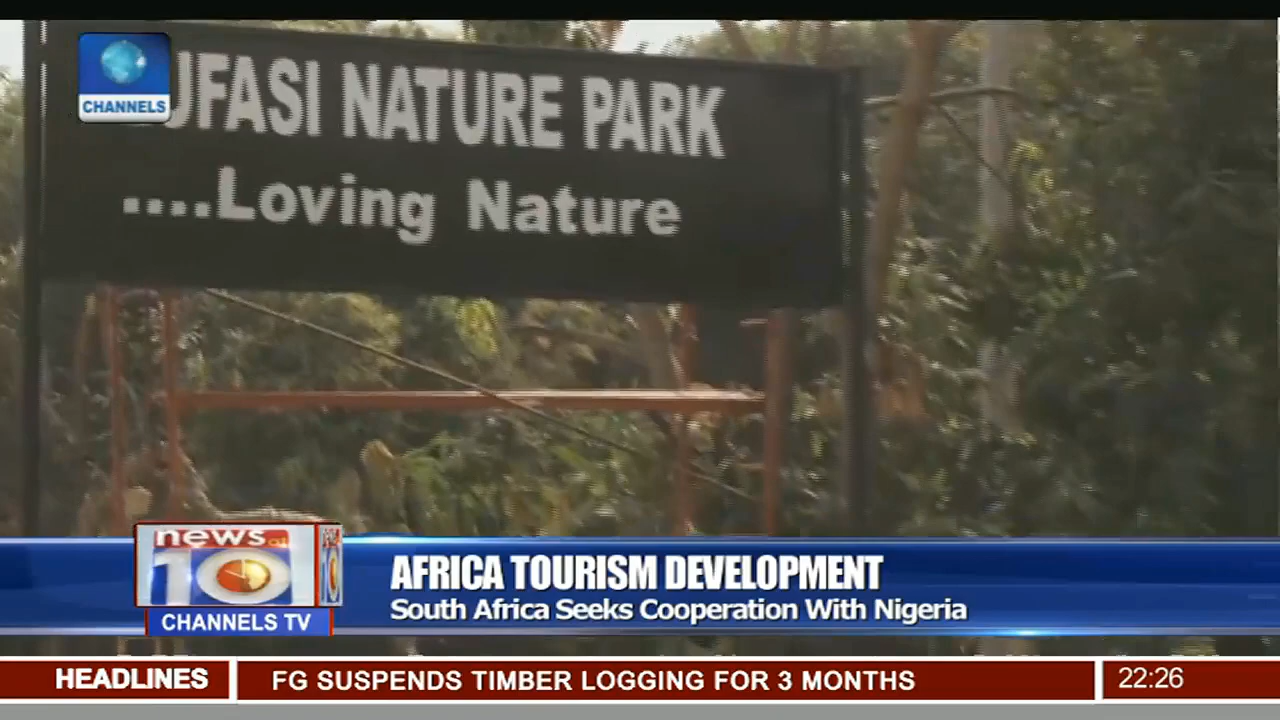 UFASI NATURE PARK
....Loving Nature
CHANNELS
news at
10
CHANNELS TV
AFRICA TOURISM DEVELOPMENT
South Africa Seeks Cooperation With Nigeria
HEADLINES
FG SUSPENDS TIMBER LOGGING FOR 3 MONTHS
22:26